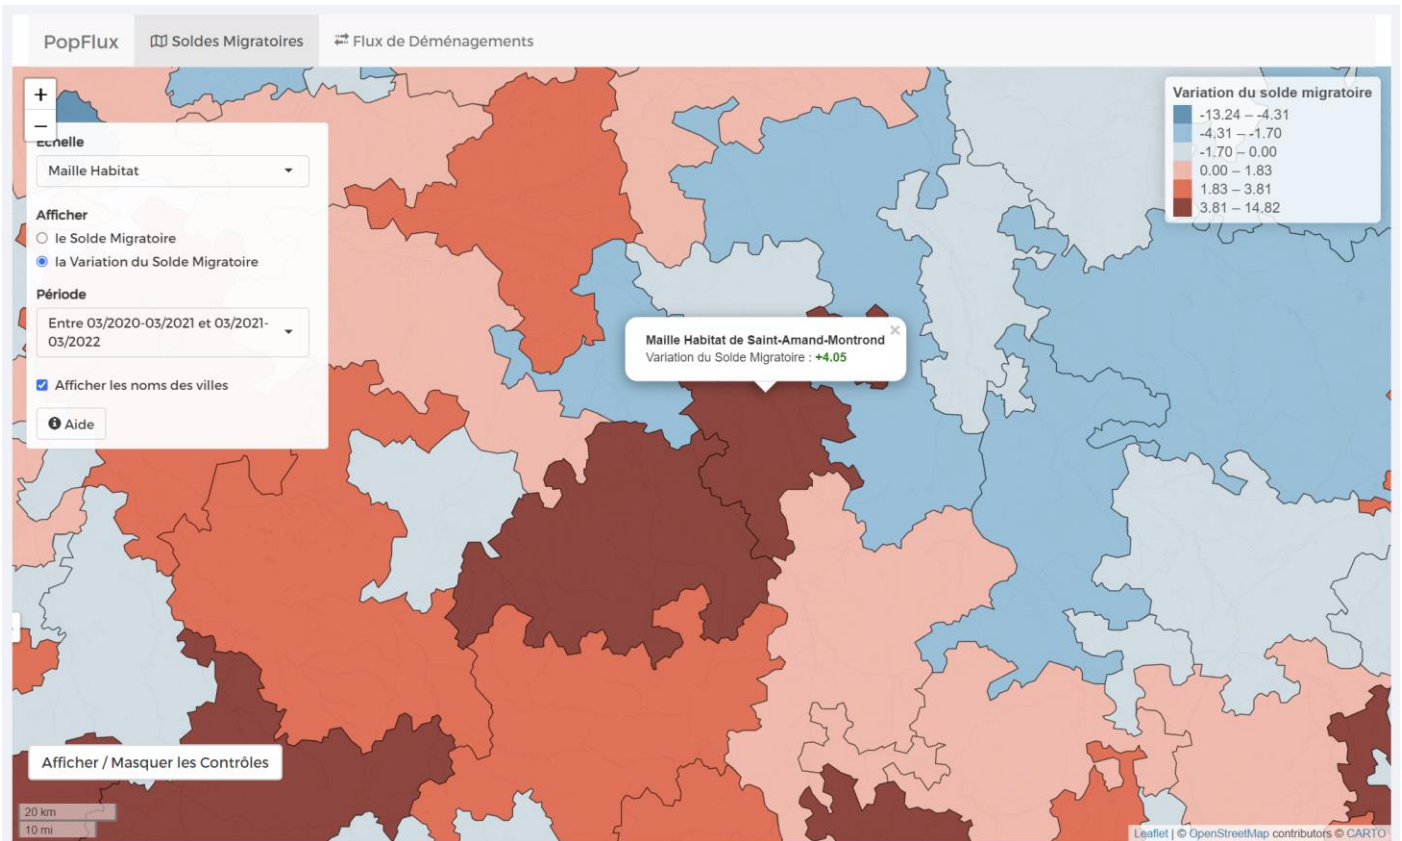 PopFlux
Soldes Migratoires
Flux de Déménagements
+
−
Echelle
Maille Habitat
Afficher
le Solde Migratoire
la Variation du Solde Migratoire
Période
Entre 03/2020-03/2021 et 03/2021-
03/2022
Afficher les noms des villes
Aide
Maille Habitat de Saint-Amand-Montrond
×
Variation du Solde Migratoire : +4.05
Variation du solde migratoire
-13.24 – -4.31
-4.31 – -1.70
-1.70 – 0.00
0.00 – 1.83
1.83 – 3.81
3.81 – 14.82
Afficher / Masquer les Contrôles
20 km
10 mi
Leaflet | © OpenStreetMap contributors © CARTO